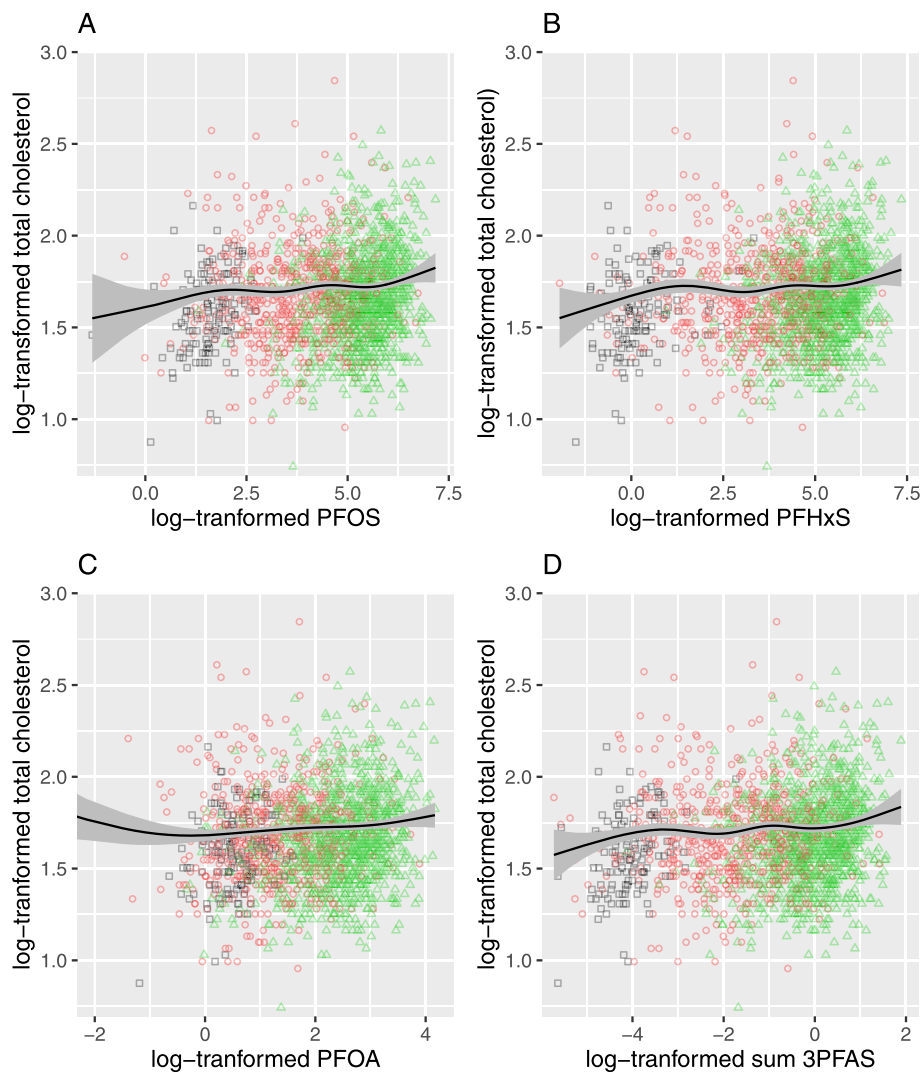 A
3.0
2.5
2.0
1.5
1.0
log-transformed total cholesterol
0.0 2.5 5.0 7.5
log-tranformed PFOS
B
3.0
2.5
2.0
1.5
1.0
log-transformed total cholesterol)
0.0 2.5 5.0 7.5
log-tranformed PFHxS
C
3.0
2.5
2.0
1.5
1.0
log-tranformed total cholesterol
−2 0 2 4
log-tranformed PFOA
D
3.0
2.5
2.0
1.5
1.0
log-tranformed total cholesterol
−4 −2 0 2
log-tranformed sum 3PFAS